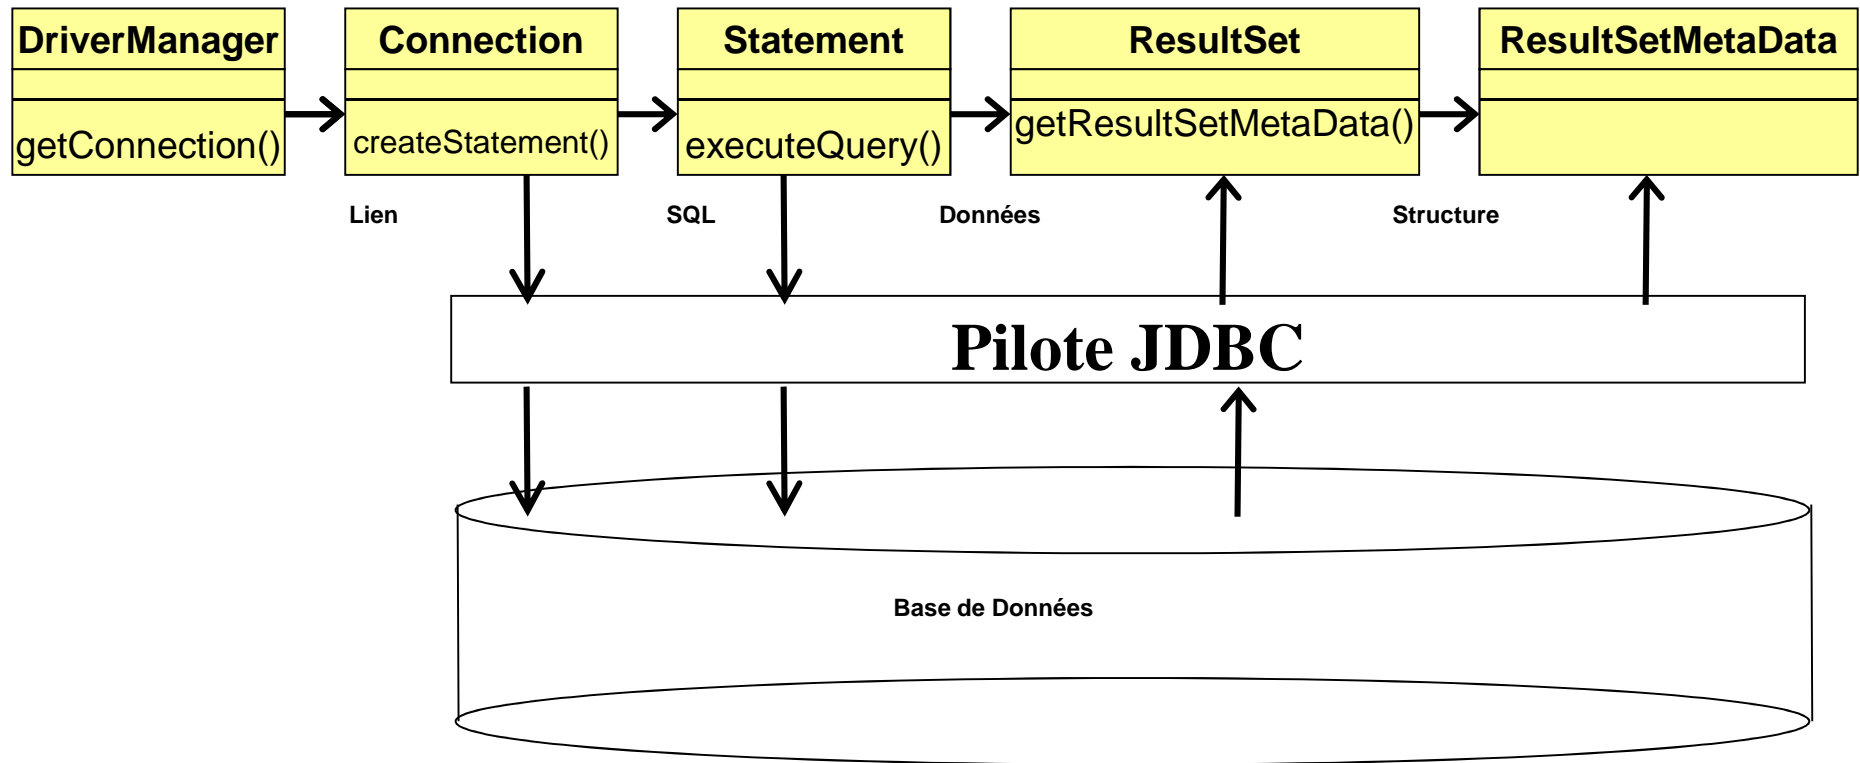 DriverManager
Connection
Statement
ResultSet
ResultSetMetaData
getConnection()
createStatement()
executeQuery()
getResultSetMetaData()
Lien
SQL
Données
Structure
Pilote JDBC
Base de Données